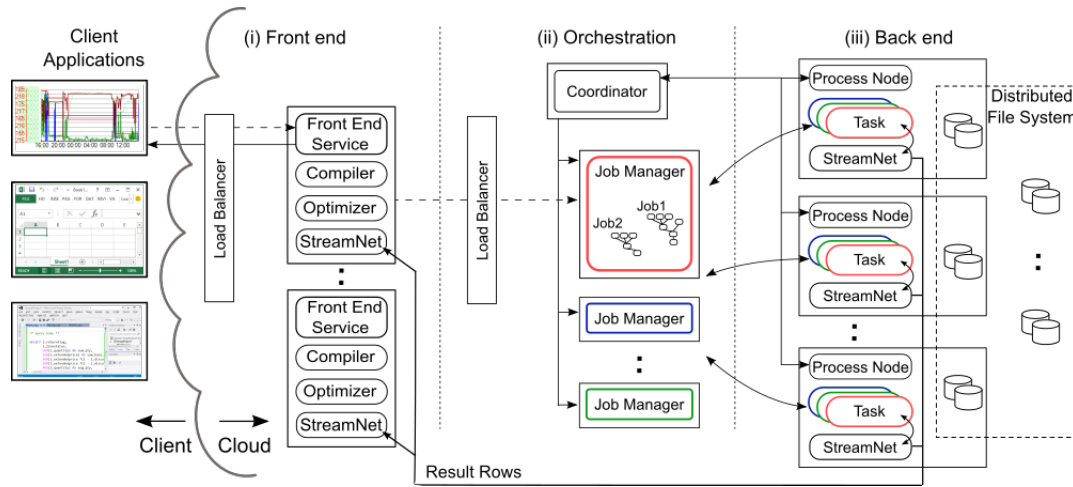 Client
Applications
(i) Front end
(ii) Orchestration
(iii) Back end
Load Balancer
Front End
Service
Compiler
Optimizer
StreamNet
Front End
Service
Compiler
Optimizer
StreamNet
Client
Cloud
Load Balancer
Coordinator
Job Manager
Job1
Job2
Job Manager
Job Manager
Process Node
Task
StreamNet
Process Node
Task
StreamNet
Process Node
Task
StreamNet
Distributed
File System
Result Rows